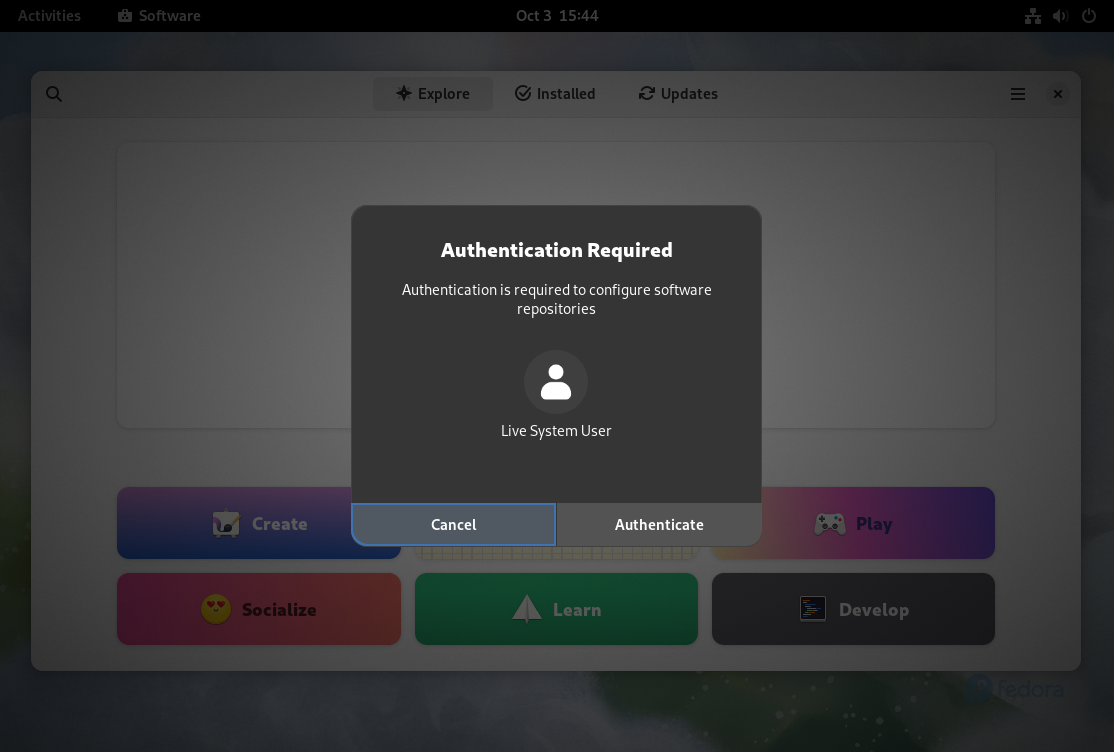 Activities
Software
Oct 3 15:44
Explore
Installed
Updates
Authentication Required
Authentication is required to configure software
repositories
Live System User
Cancel
Authenticate
Create
Play
Socialize
Learn
Develop
fedora